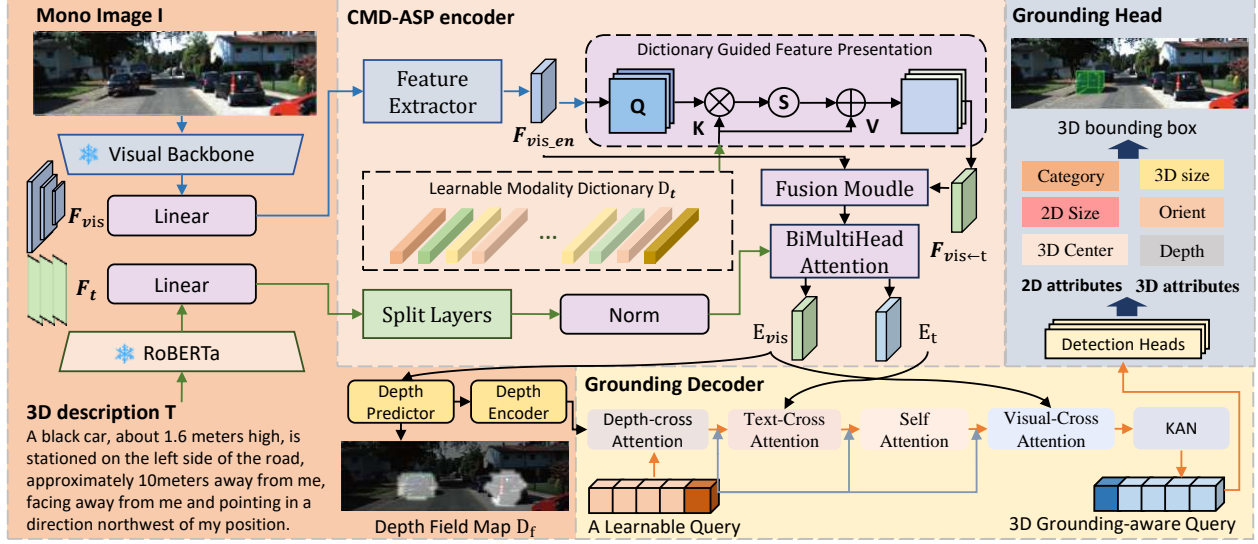 Mono Image I
Visual Backbone
F_vis
Linear
F_t
Linear
RoBERTa
3D description T
A black car, about 1.6 meters high, is
stationed on the left side of the road,
approximately 10meters away from me,
facing away from me and pointing in a
direction northwest of my position.
CMD-ASP encoder
Feature
Extractor
F_vis_en
Dictionary Guided Feature Presentation
Q
K
S
V
Learnable Modality Dictionary D_t
...
Fusion Moudle
F_vis←t
BiMultiHead
Attention
Split Layers
Norm
E_vis
E_t
Grounding Head
3D bounding box
Category
3D size
2D Size
Orient
3D Center
Depth
2D attributes
3D attributes
Detection Heads
Depth
Predictor
Depth
Encoder
Depth Field Map D_f
Grounding Decoder
Depth-cross
Attention
Text-Cross
Attention
Self
Attention
Visual-Cross
Attention
KAN
A Learnable Query
3D Grounding-aware Query